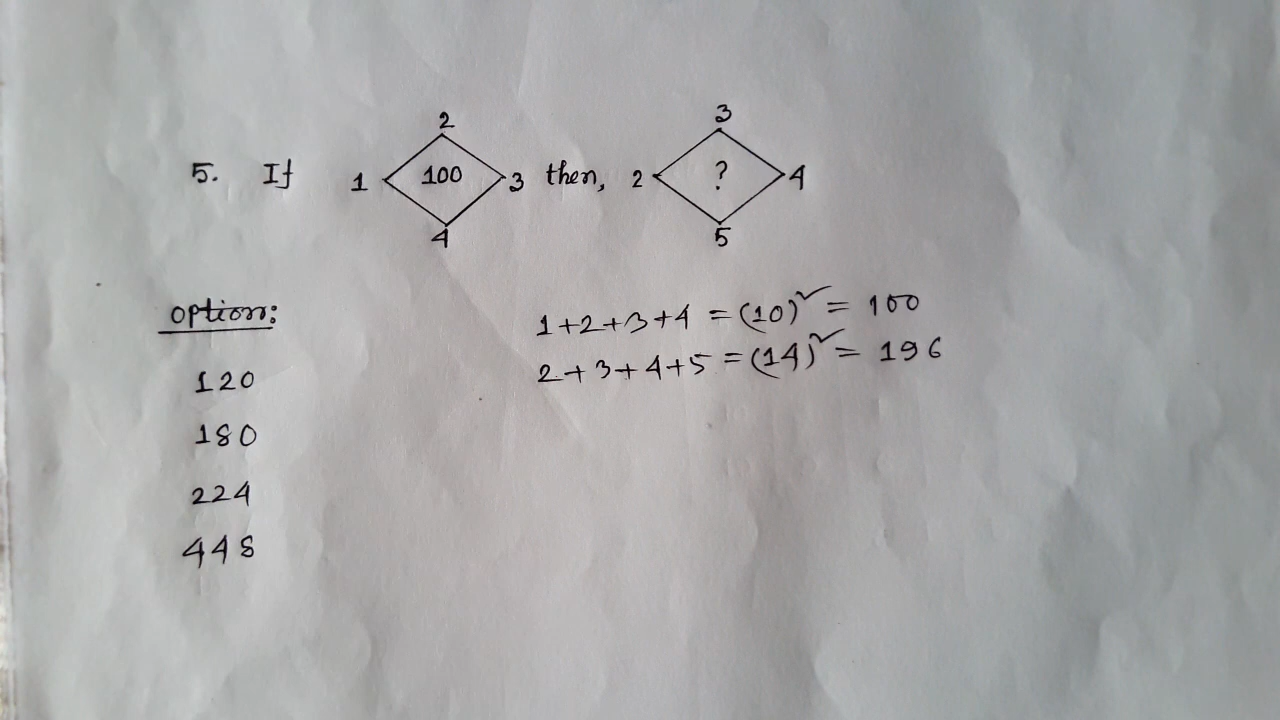 5. If 1 2 100 3 4 then, 2 3 ? 4 5
option:
120
180
224
448
1+2+3+4 = (10)² = 100
2+3+4+5 = (14)² = 196